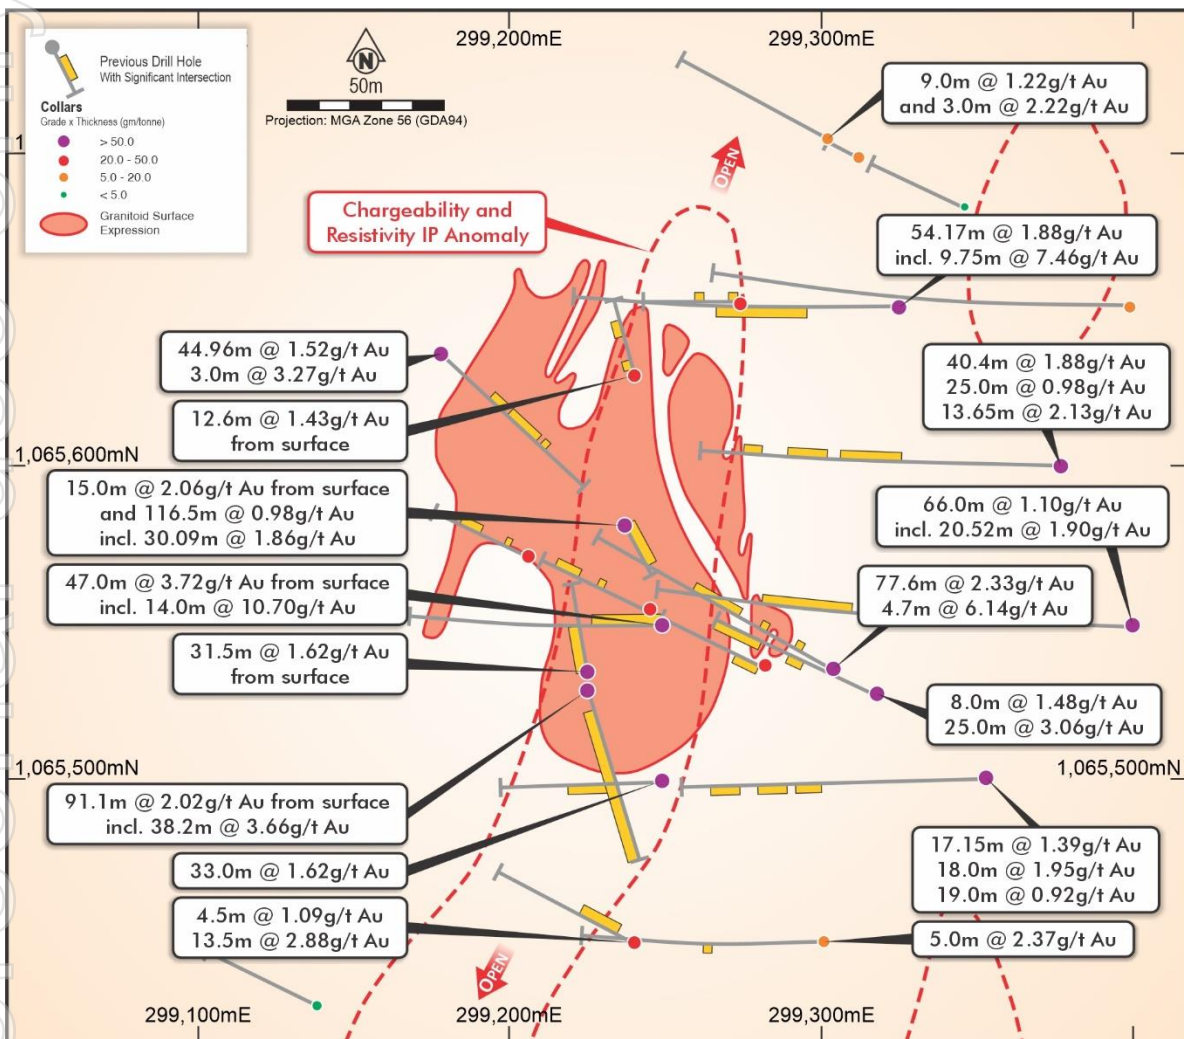 299,200mE
299,300mE
Previous Drill Hole
With Significant Intersection
Collars
Grade x Thickness (gm/tonne)
> 50.0
20.0 - 50.0
5.0 - 20.0
< 5.0
Granitoid Surface
Expression
N
50m
Projection: MGA Zone 56 (GDA94)
9.0m @ 1.22g/t Au
and 3.0m @ 2.22g/t Au
OPEN
Chargeability and
Resistivity IP Anomaly
54.17m @ 1.88g/t Au
incl. 9.75m @ 7.46g/t Au
44.96m @ 1.52g/t Au
3.0m @ 3.27g/t Au
40.4m @ 1.88g/t Au
25.0m @ 0.98g/t Au
13.65m @ 2.13g/t Au
12.6m @ 1.43g/t Au
from surface
1,065,600mN
15.0m @ 2.06g/t Au from surface
and 116.5m @ 0.98g/t Au
incl. 30.09m @ 1.86g/t Au
66.0m @ 1.10g/t Au
incl. 20.52m @ 1.90g/t Au
47.0m @ 3.72g/t Au from surface
incl. 14.0m @ 10.70g/t Au
77.6m @ 2.33g/t Au
4.7m @ 6.14g/t Au
31.5m @ 1.62g/t Au
from surface
8.0m @ 1.48g/t Au
25.0m @ 3.06g/t Au
1,065,500mN
1,065,500mN
91.1m @ 2.02g/t Au from surface
incl. 38.2m @ 3.66g/t Au
17.15m @ 1.39g/t Au
18.0m @ 1.95g/t Au
19.0m @ 0.92g/t Au
33.0m @ 1.62g/t Au
4.5m @ 1.09g/t Au
13.5m @ 2.88g/t Au
5.0m @ 2.37g/t Au
OPEN
299,100mE
299,200mE
299,300mE